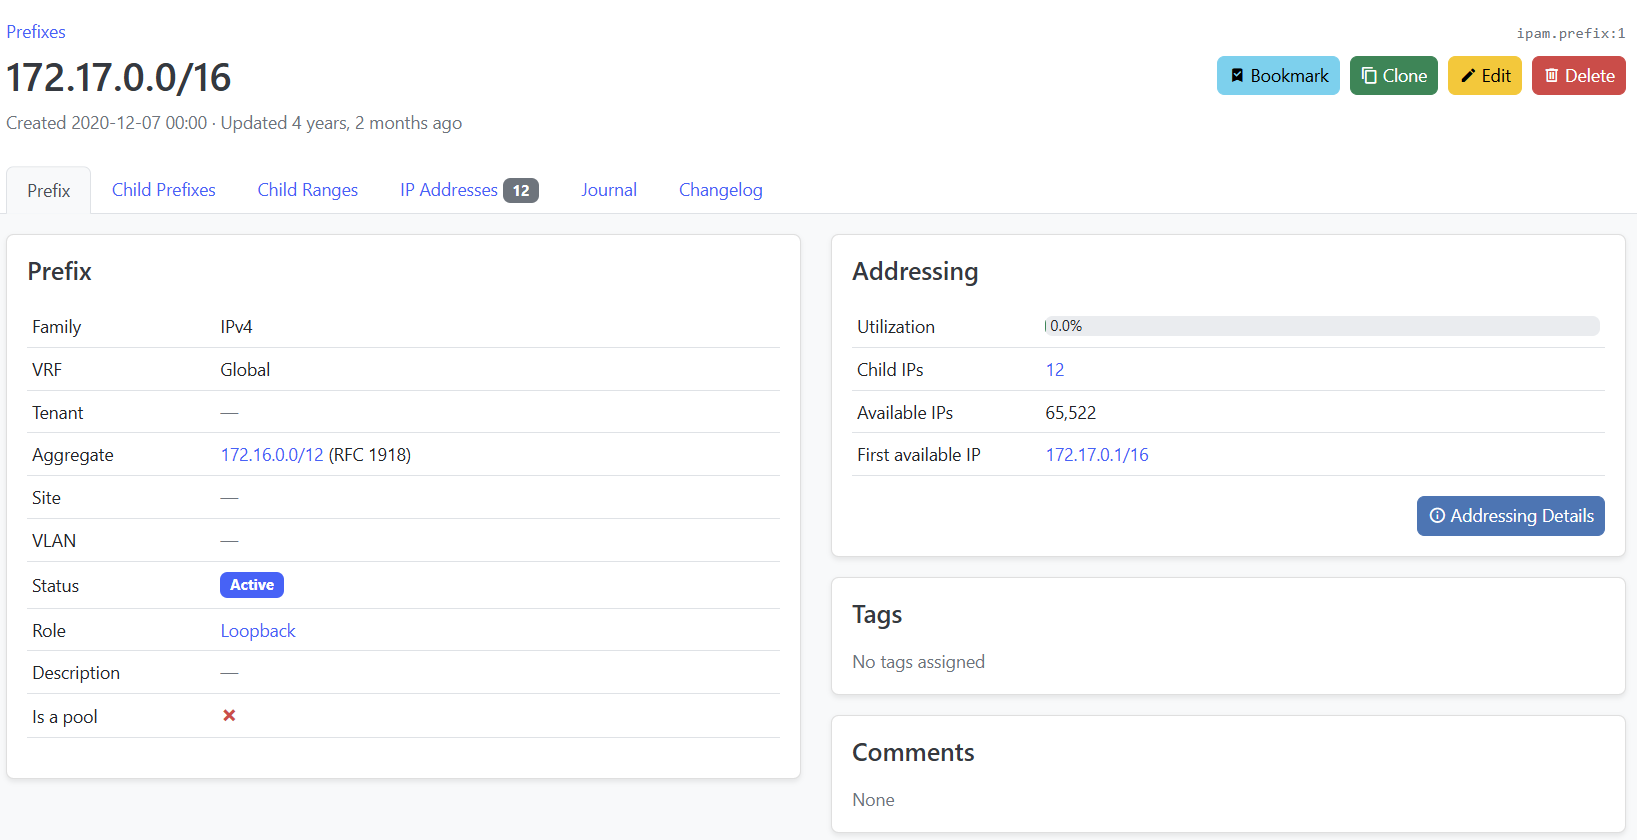 Prefixes
ipam.prefix:1
172.17.0.0/16
Bookmark Clone Edit Delete
Created 2020-12-07 00:00 · Updated 4 years, 2 months ago
Prefix Child Prefixes Child Ranges IP Addresses 12 Journal Changelog
Prefix
Family IPv4
VRF Global
Tenant —
Aggregate 172.16.0.0/12 (RFC 1918)
Site —
VLAN —
Status Active
Role Loopback
Description —
Is a pool
Addressing
Utilization 0.0%
Child IPs 12
Available IPs 65,522
First available IP 172.17.0.1/16
Addressing Details
Tags
No tags assigned
Comments
None